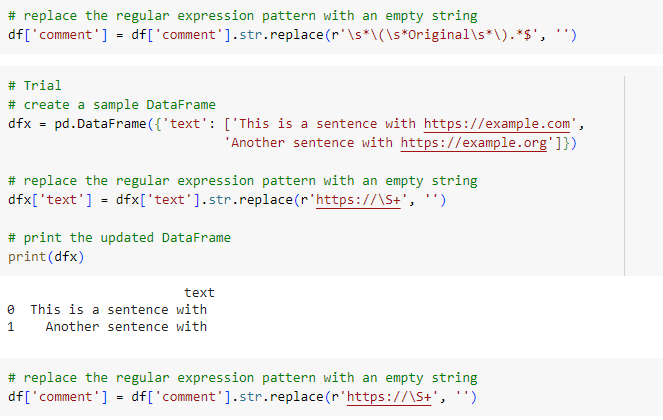 # replace the regular expression pattern with an empty string
df['comment'] = df['comment'].str.replace(r'\s*\(\s*Original\s*\).*$', '')
# Trial
# create a sample DataFrame
dfx = pd.DataFrame({'text': ['This is a sentence with https://example.com',
'Another sentence with https://example.org']})
# replace the regular expression pattern with an empty string
dfx['text'] = dfx['text'].str.replace(r'https://\S+', '')
# print the updated DataFrame
print(dfx)
text
0 This is a sentence with
1 Another sentence with
# replace the regular expression pattern with an empty string
df['comment'] = df['comment'].str.replace(r'https://\S+', '')